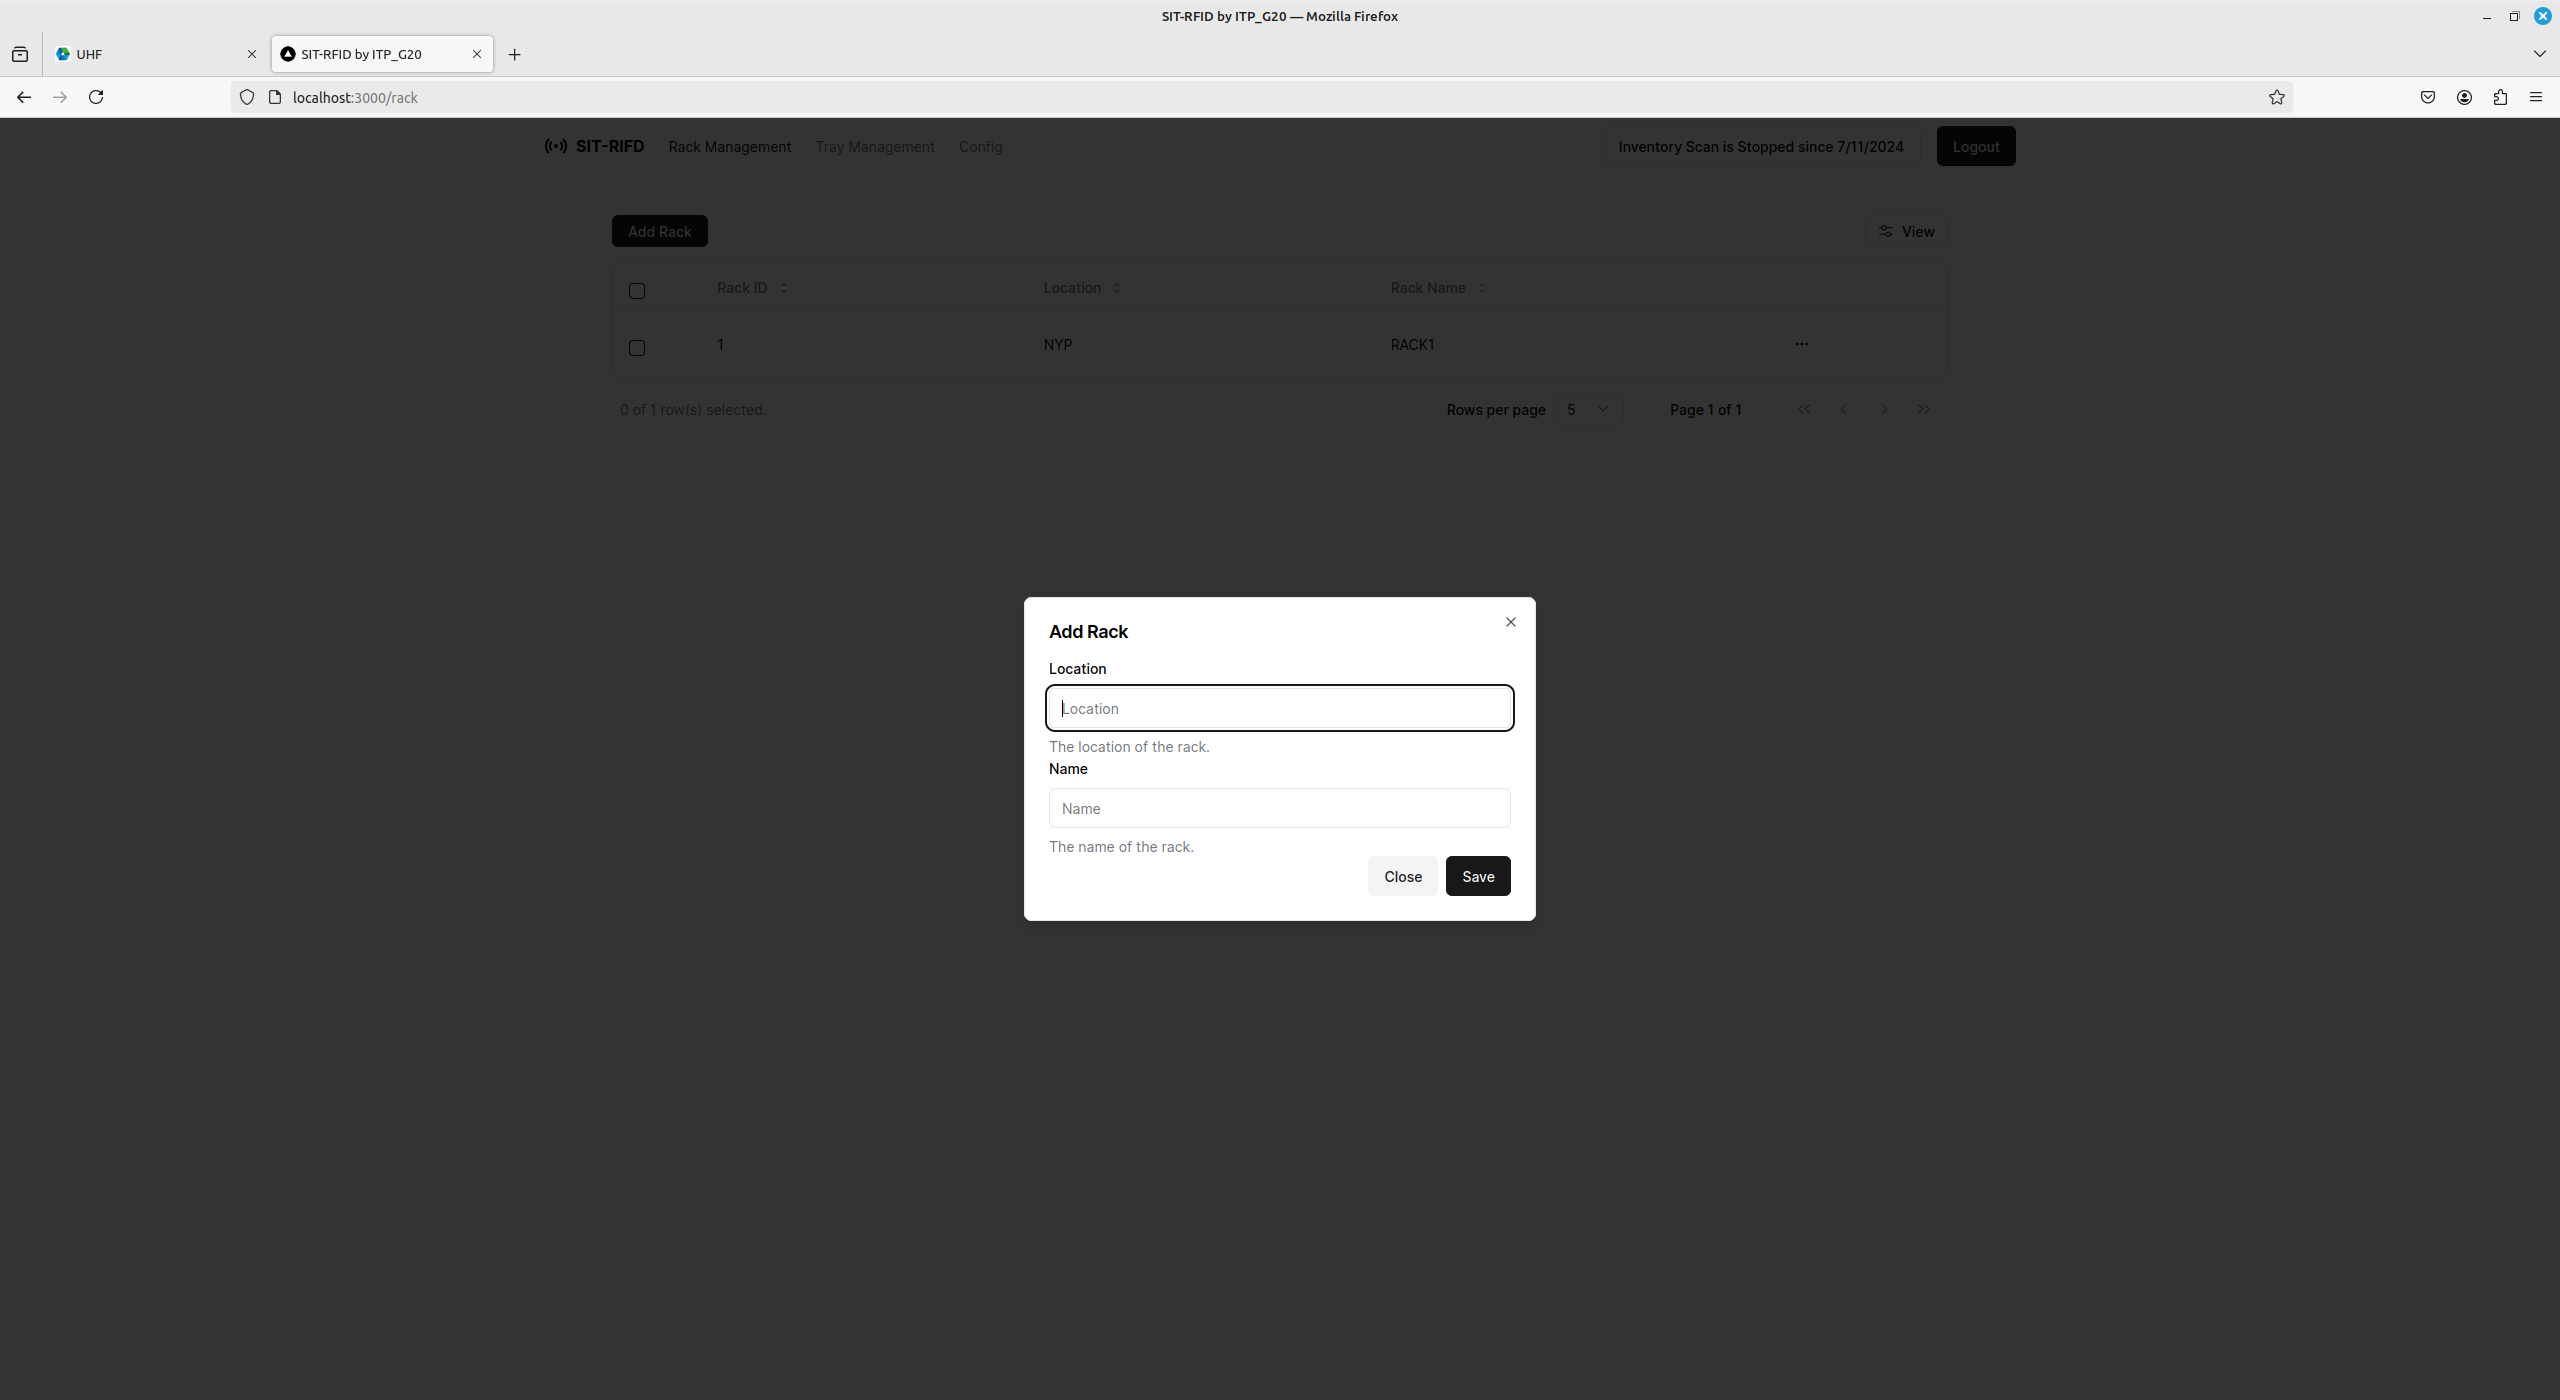 SIT-RFID by ITP_G20 — Mozilla Firefox
UHF
SIT-RFID by ITP_G20
localhost:3000/rack
SIT-RIFD
Rack Management
Tray Management
Config
Inventory Scan is Stopped since 7/11/2024
Logout
Add Rack
View
Rack ID
Location
Rack Name
1
NYP
RACK1
0 of 1 row(s) selected.
Rows per page
5
Page 1 of 1
Add Rack
Location
Location
The location of the rack.
Name
Name
The name of the rack.
Close
Save